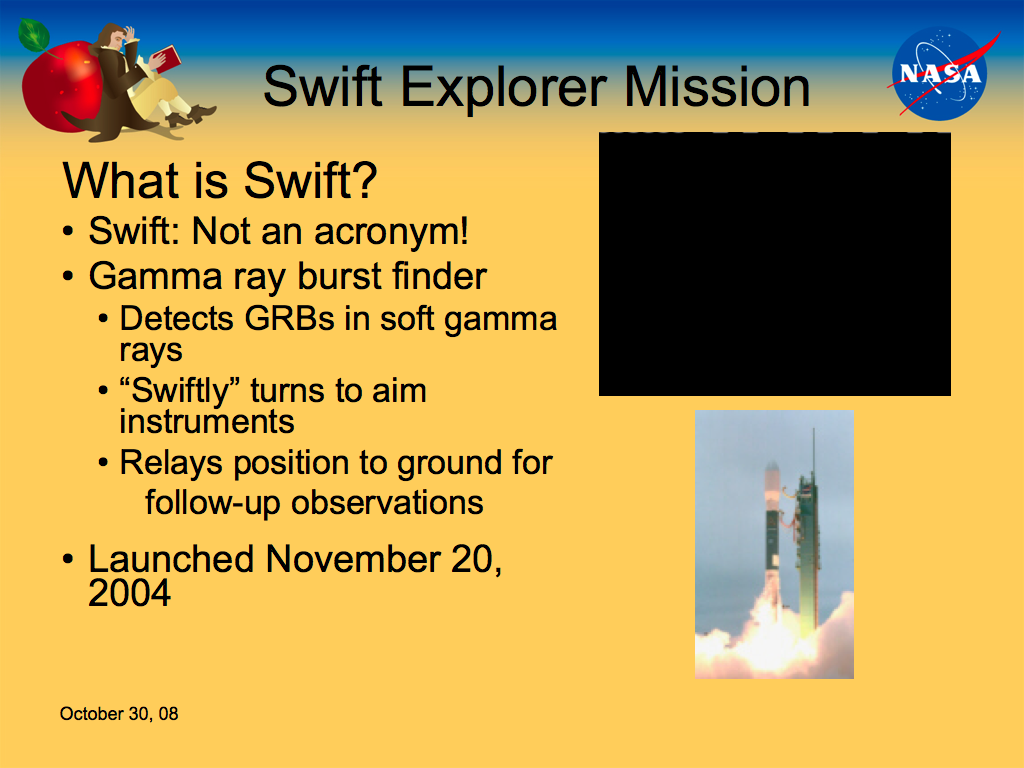 Swift Explorer Mission
NASA
What is Swift?
• Swift: Not an acronym!
• Gamma ray burst finder
• Detects GRBs in soft gamma
rays
• “Swiftly” turns to aim
instruments
• Relays position to ground for
follow-up observations
• Launched November 20,
2004
October 30, 08